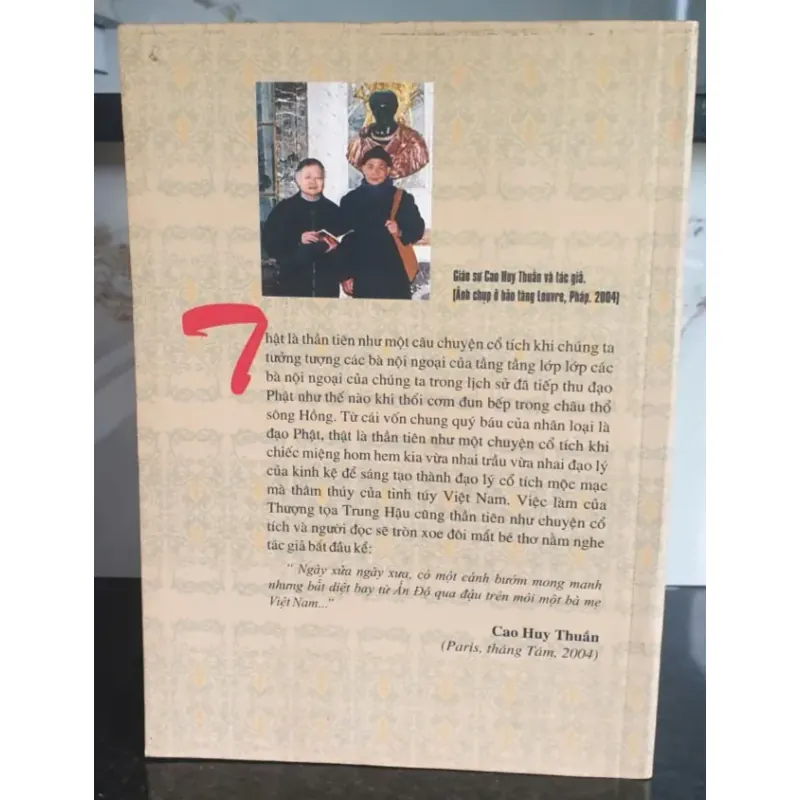 Giáo sư Cao Huy Thuần và tác giả.
(Ảnh chụp ở bảo tàng Louvre, Pháp. 2004)
Thật là thần tiên như một câu chuyện cổ tích khi chúng ta
tưởng tượng các bà nội ngoại của tầng tầng lớp lớp các
bà nội ngoại của chúng ta trong lịch sử đã tiếp thu đạo
Phật như thế nào khi thổi cơm đun bếp trong châu thổ
sông Hồng. Từ cái vốn chung quý báu của nhân loại là
đạo Phật, thật là thần tiên như một chuyện cổ tích khi
chiếc miệng hom hem kia vừa nhai trầu vừa nhai đạo lý
của kinh kệ để sáng tạo thành đạo lý cổ tích mộc mạc
mà thâm thúy của tinh túy Việt Nam. Việc làm của
Thượng tọa Trung Hậu cũng thần tiên như chuyện cổ
tích và người đọc sẽ tròn xoe đôi mắt bé thơ nằm nghe
tác giả bắt đầu kể:
" Ngày xửa ngày xưa, có một cánh bướm mong manh
nhưng bất diệt bay từ Ấn Độ qua đậu trên môi một bà mẹ
Việt Nam..."
Cao Huy Thuần
(Paris, tháng Tám, 2004)